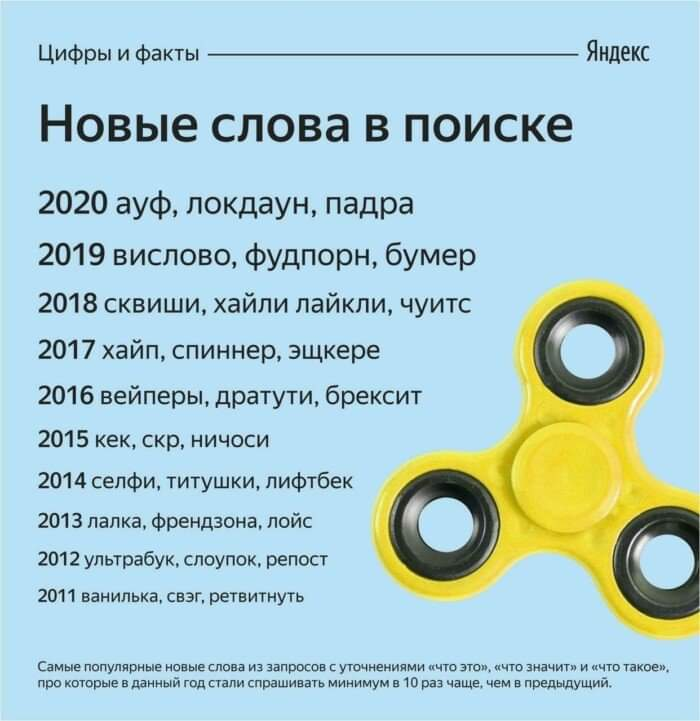 Цифры и факты Яндекс
Новые слова в поиске
2020 ауф, локдаун, падра
2019 вислово, фудпорн, бумер
2018 сквиши, хайли лайкли, чуитс
2017 хайп, спиннер, эщкере
2016 вейперы, дратути, брексит
2015 кек, скр, ничоси
2014 селфи, титушки, лифтбек
2013 лалка, френдзона, лойс
2012 ультрабук, слоупок, репост
2011 ванилька, свэг, ретвитнуть
Самые популярные новые слова из запросов с уточнениями «что это», «что значит» и «что такое»,
про которые в данный год стали спрашивать минимум в 10 раз чаще, чем в предыдущий.